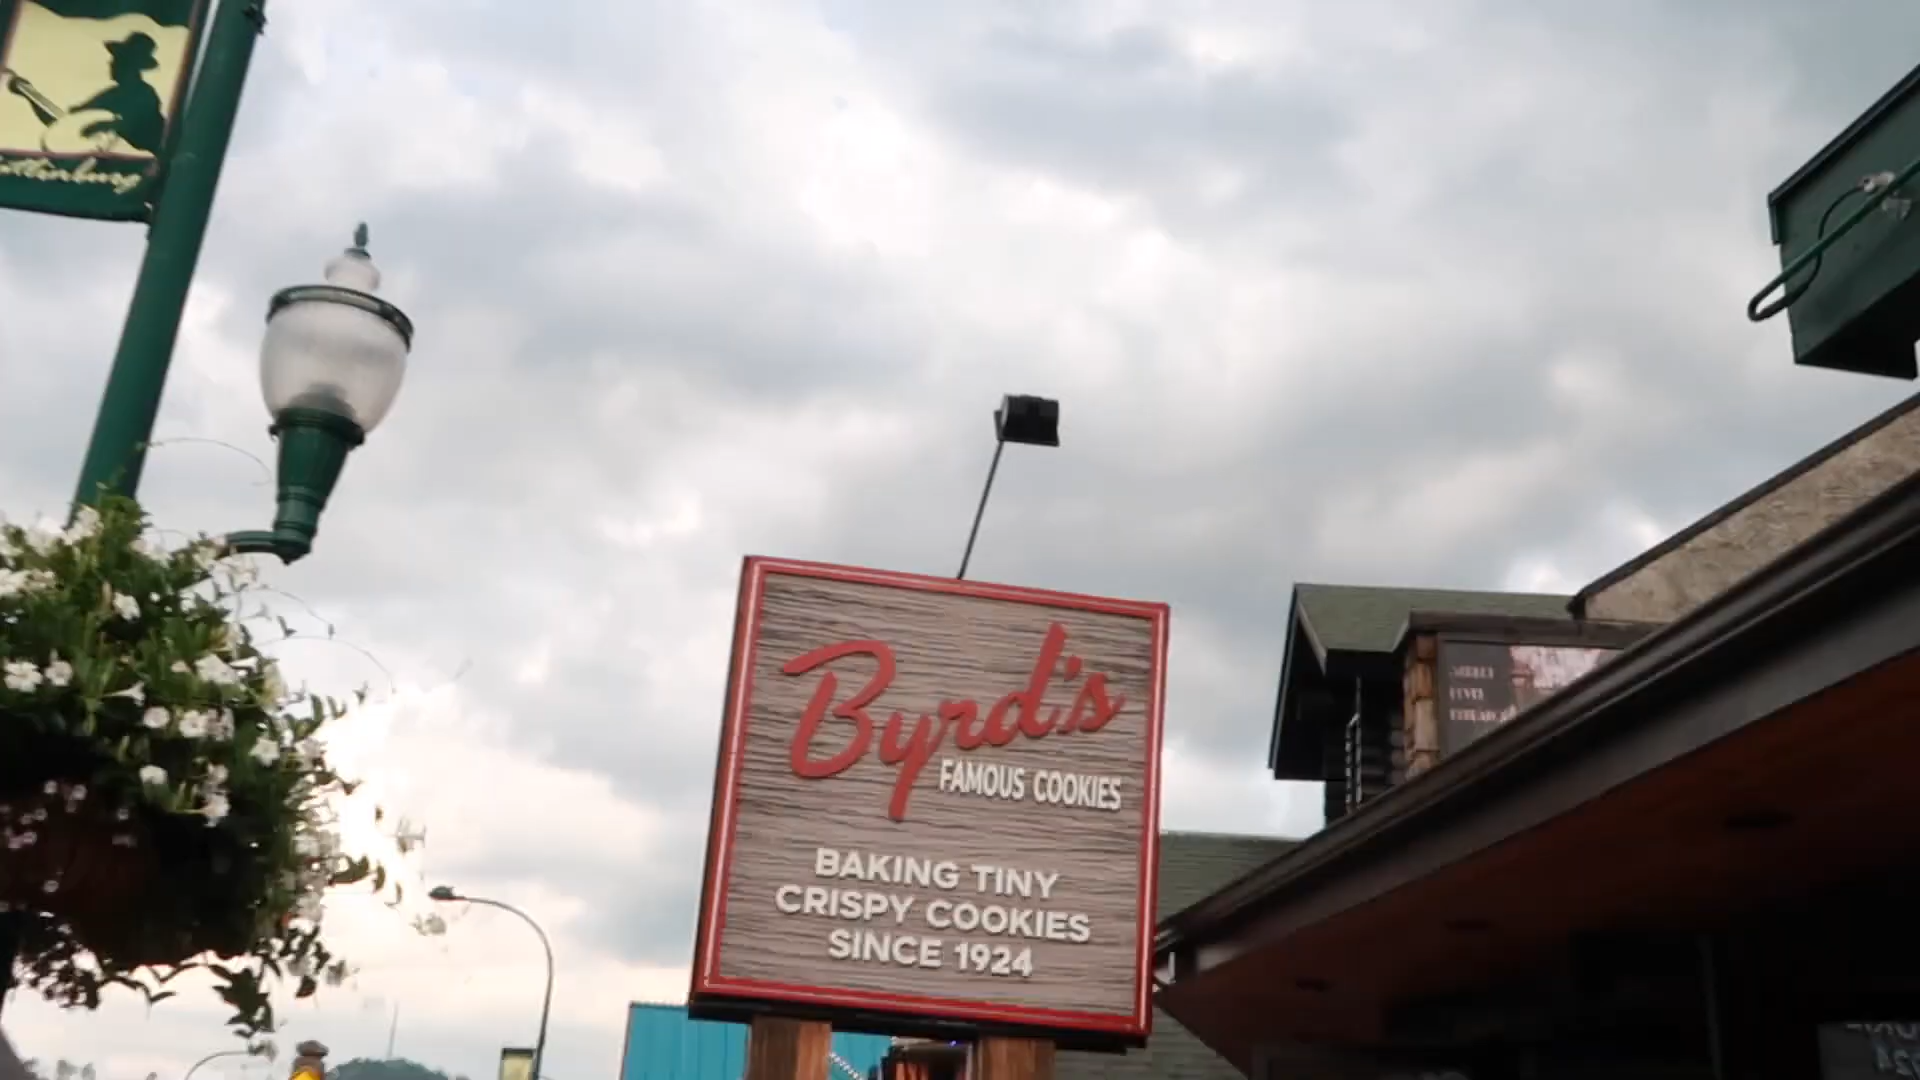 Byrd's
FAMOUS COOKIES
BAKING TINY
CRISPY COOKIES
SINCE 1924